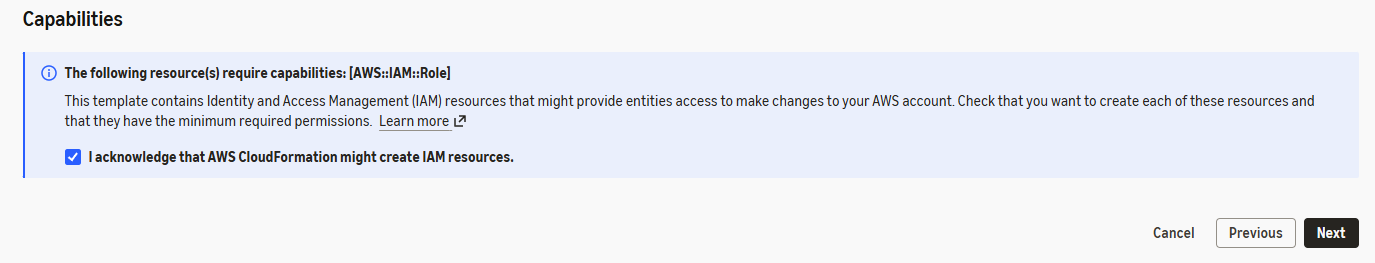 Capabilities
The following resource(s) require capabilities: [AWS::IAM::Role]
This template contains Identity and Access Management (IAM) resources that might provide entities access to make changes to your AWS account. Check that you want to create each of these resources and
that they have the minimum required permissions. Learn more
I acknowledge that AWS CloudFormation might create IAM resources.
Cancel Previous Next